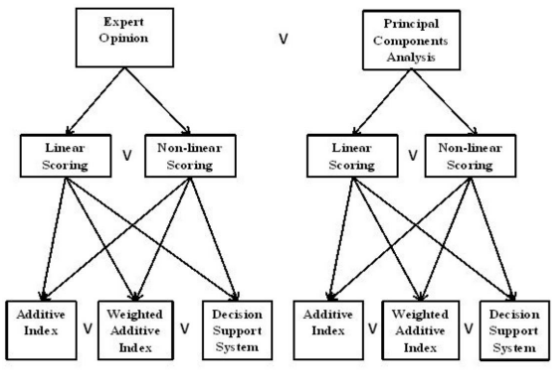 Expert
Opinion
V
Principal
Components
Analysis
Linear
Scoring
V
Non-linear
Scoring
Linear
Scoring
V
Non-linear
Scoring
Additive
Index
V
Weighted
Additive
Index
V
Decision
Support
System
Additive
Index
V
Weighted
Additive
Index
V
Decision
Support
System